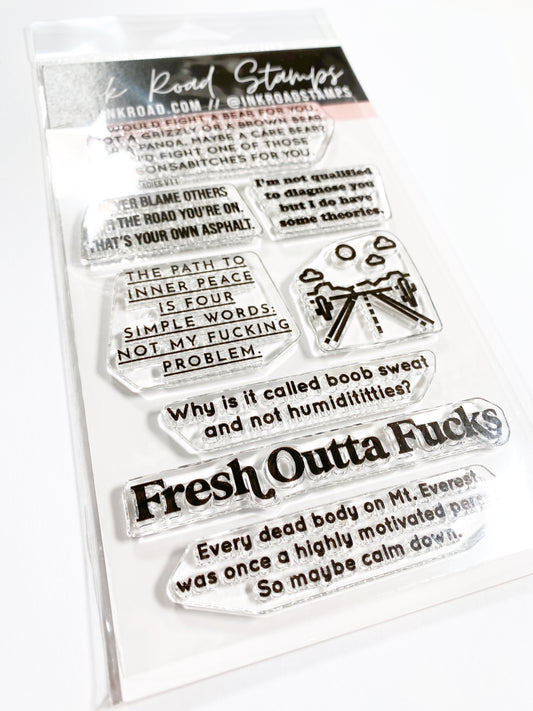 Road Stamps
INKROAD.COM // @INKROADSTAMPS
WOULD FIGHT A BEAR FOR YOU.
NOT A GRIZZLY OR A BROWN BEAR
PANDA. MAYBE A CARE BEAR?
FIGHT ONE OF THOSE
FOR YOU.
BLAME OTHERS
THE ROAD YOU'RE ON.
THAT'S YOUR OWN ASPHALT.
I'm not qualified
to diagnose you
but I do have
some theories.
THE PATH TO
INNER PEACE
IS FOUR
SIMPLE WORDS:
NOT MY FUCKING
PROBLEM.
Why is it called boob sweat
and not humidititties?
Fresh Outta Fucks
Every dead body on Mt. Everest
was once a highly motivated
So maybe calm down.